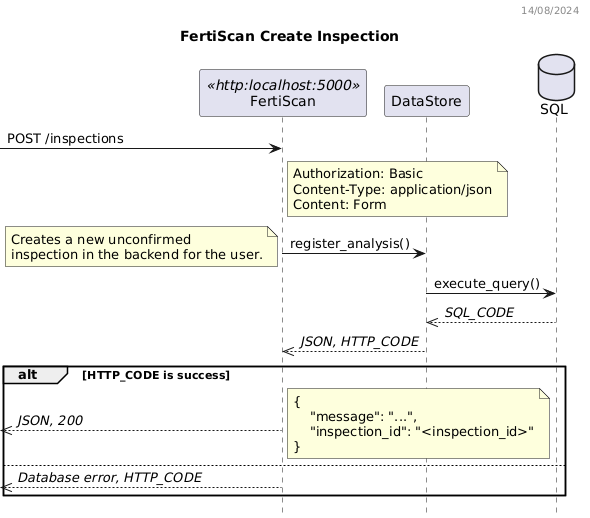 14/08/2024
FertiScan Create Inspection
«http:localhost:5000»
FertiScan
DataStore
SQL
POST /inspections
Authorization: Basic
Content-Type: application/json
Content: Form
Creates a new unconfirmed
inspection in the backend for the user.
register_analysis()
execute_query()
SQL_CODE
JSON, HTTP_CODE
alt [HTTP_CODE is success]
JSON, 200
{
"message": "...",
"inspection_id": "<inspection_id>"
}
Database error, HTTP_CODE